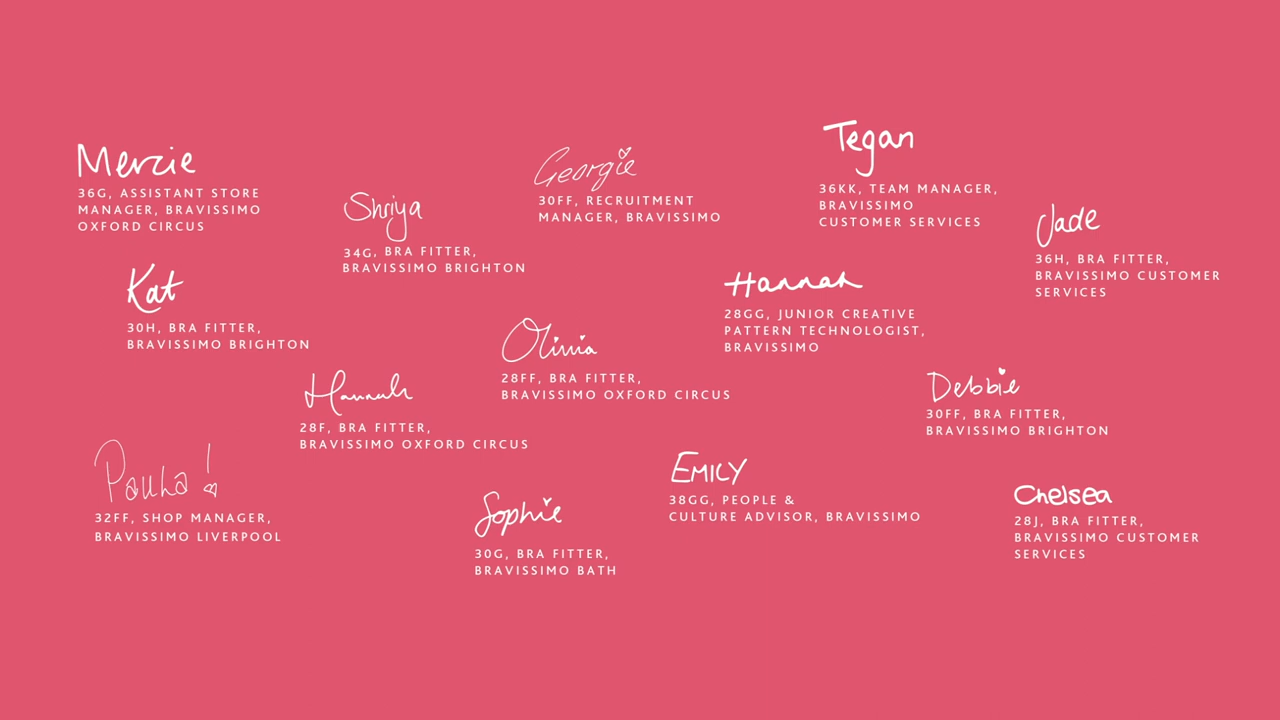 Mercie
36G, ASSISTANT STORE
MANAGER, BRAVISSIMO
OXFORD CIRCUS
Shriya
34G, BRA FITTER,
BRAVISSIMO BRIGHTON
Georgie
30FF, RECRUITMENT
MANAGER, BRAVISSIMO
Tegan
36KK, TEAM MANAGER,
BRAVISSIMO
CUSTOMER SERVICES
Jade
36H, BRA FITTER,
BRAVISSIMO CUSTOMER
SERVICES
Kat
30H, BRA FITTER,
BRAVISSIMO BRIGHTON
Hannah
28GG, JUNIOR CREATIVE
PATTERN TECHNOLOGIST,
BRAVISSIMO
Olivia
28FF, BRA FITTER,
BRAVISSIMO OXFORD CIRCUS
Hannah
28F, BRA FITTER,
BRAVISSIMO OXFORD CIRCUS
Debbie
30FF, BRA FITTER,
BRAVISSIMO BRIGHTON
Paula!
32FF, SHOP MANAGER,
BRAVISSIMO LIVERPOOL
Sophie
30G, BRA FITTER,
BRAVISSIMO BATH
EMILY
38GG, PEOPLE &
CULTURE ADVISOR, BRAVISSIMO
Chelsea
28J, BRA FITTER,
BRAVISSIMO CUSTOMER
SERVICES